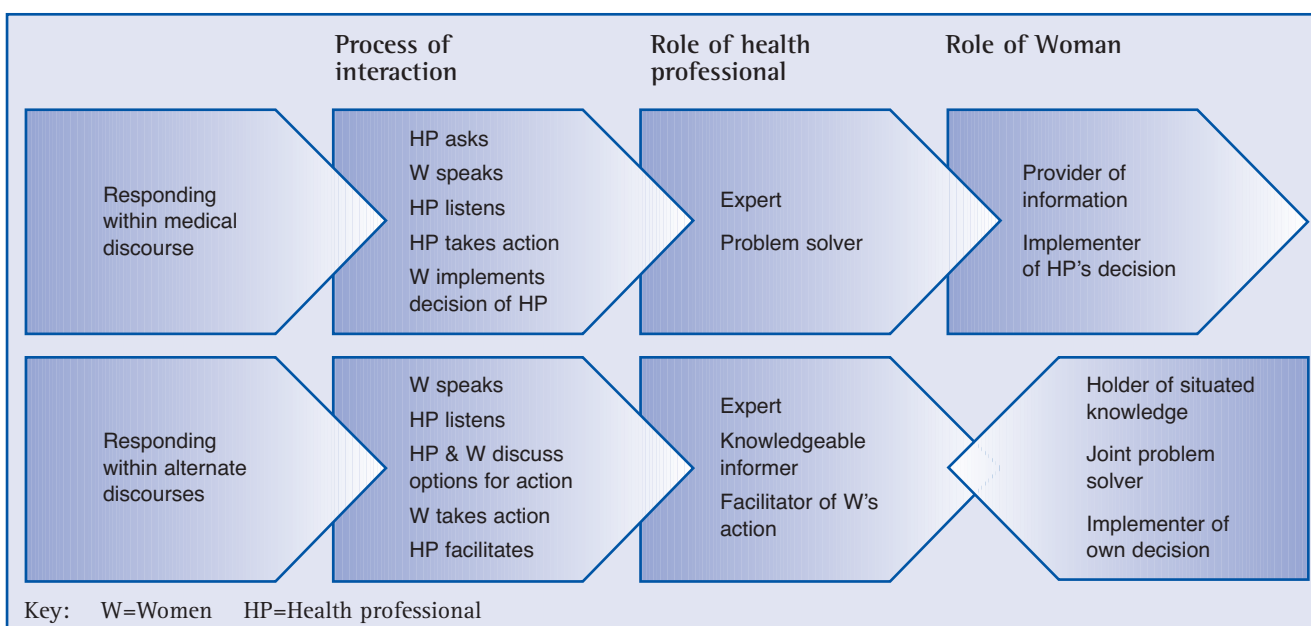 Process of
interaction
Role of health
professional
Role of Woman
Responding
within medical
discourse
HP asks
W speaks
HP listens
HP takes action
W implements
decision of HP
Expert
Problem solver
Provider of
information
Implementer
of HP's decision
Responding
within alternate
discourses
W speaks
HP listens
HP & W discuss
options for action
W takes action
HP facilitates
Expert
Knowledgeable
informer
Facilitator of W's
action
Holder of situated
knowledge
Joint problem
solver
Implementer of
own decision
Key: W=Women HP=Health professional